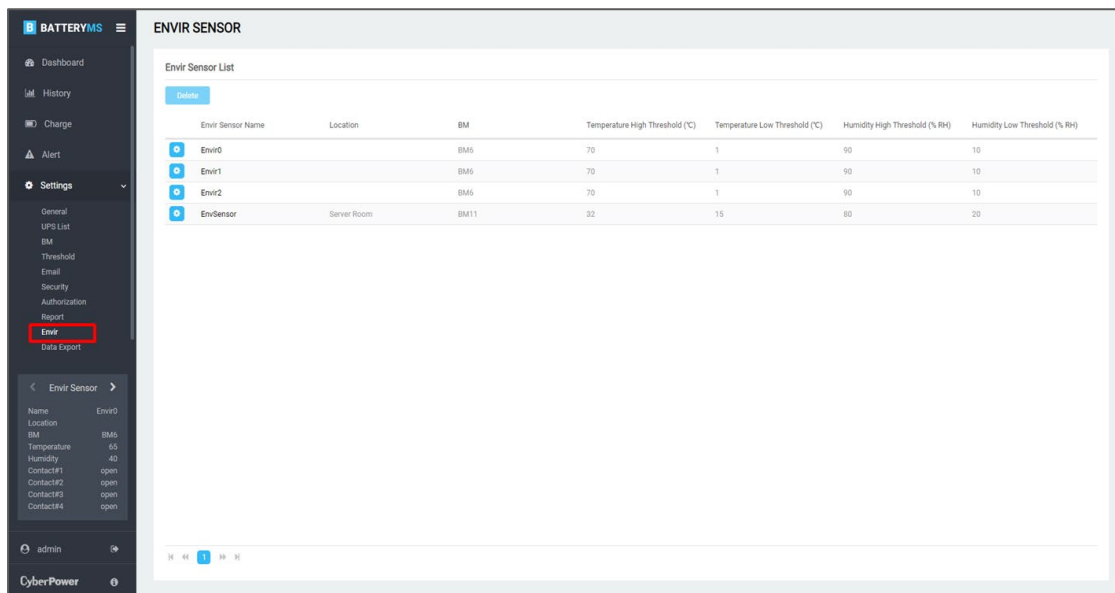 B BATTERYMS
Dashboard
History
Charge
Alert
Settings
General
UPS List
BM
Threshold
Email
Security
Authorization
Report
Envir
Data Export
Envir Sensor
Name Envir0
Location
BM BM6
Temperature 65
Humidity 40
Contact#1 open
Contact#2 open
Contact#3 open
Contact#4 open
admin
CyberPower
ENVIR SENSOR
Envir Sensor List
Delete
Envir Sensor Name Location BM Temperature High Threshold (℃) Temperature Low Threshold (℃) Humidity High Threshold (% RH) Humidity Low Threshold (% RH)
Envir0 BM6 70 1 90 10
Envir1 BM6 70 1 90 10
Envir2 BM6 70 1 90 10
EnvSensor Server Room BM11 32 15 80 20
1